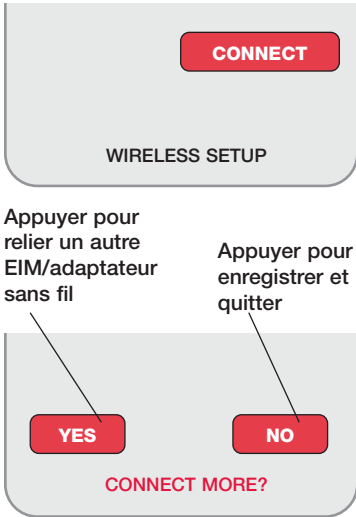 CONNECT
WIRELESS SETUP
Appuyer pour
relier un autre
EIM/adaptateur
sans fil
Appuyer pour
enregistrer et
quitter
YES
NO
CONNECT MORE?